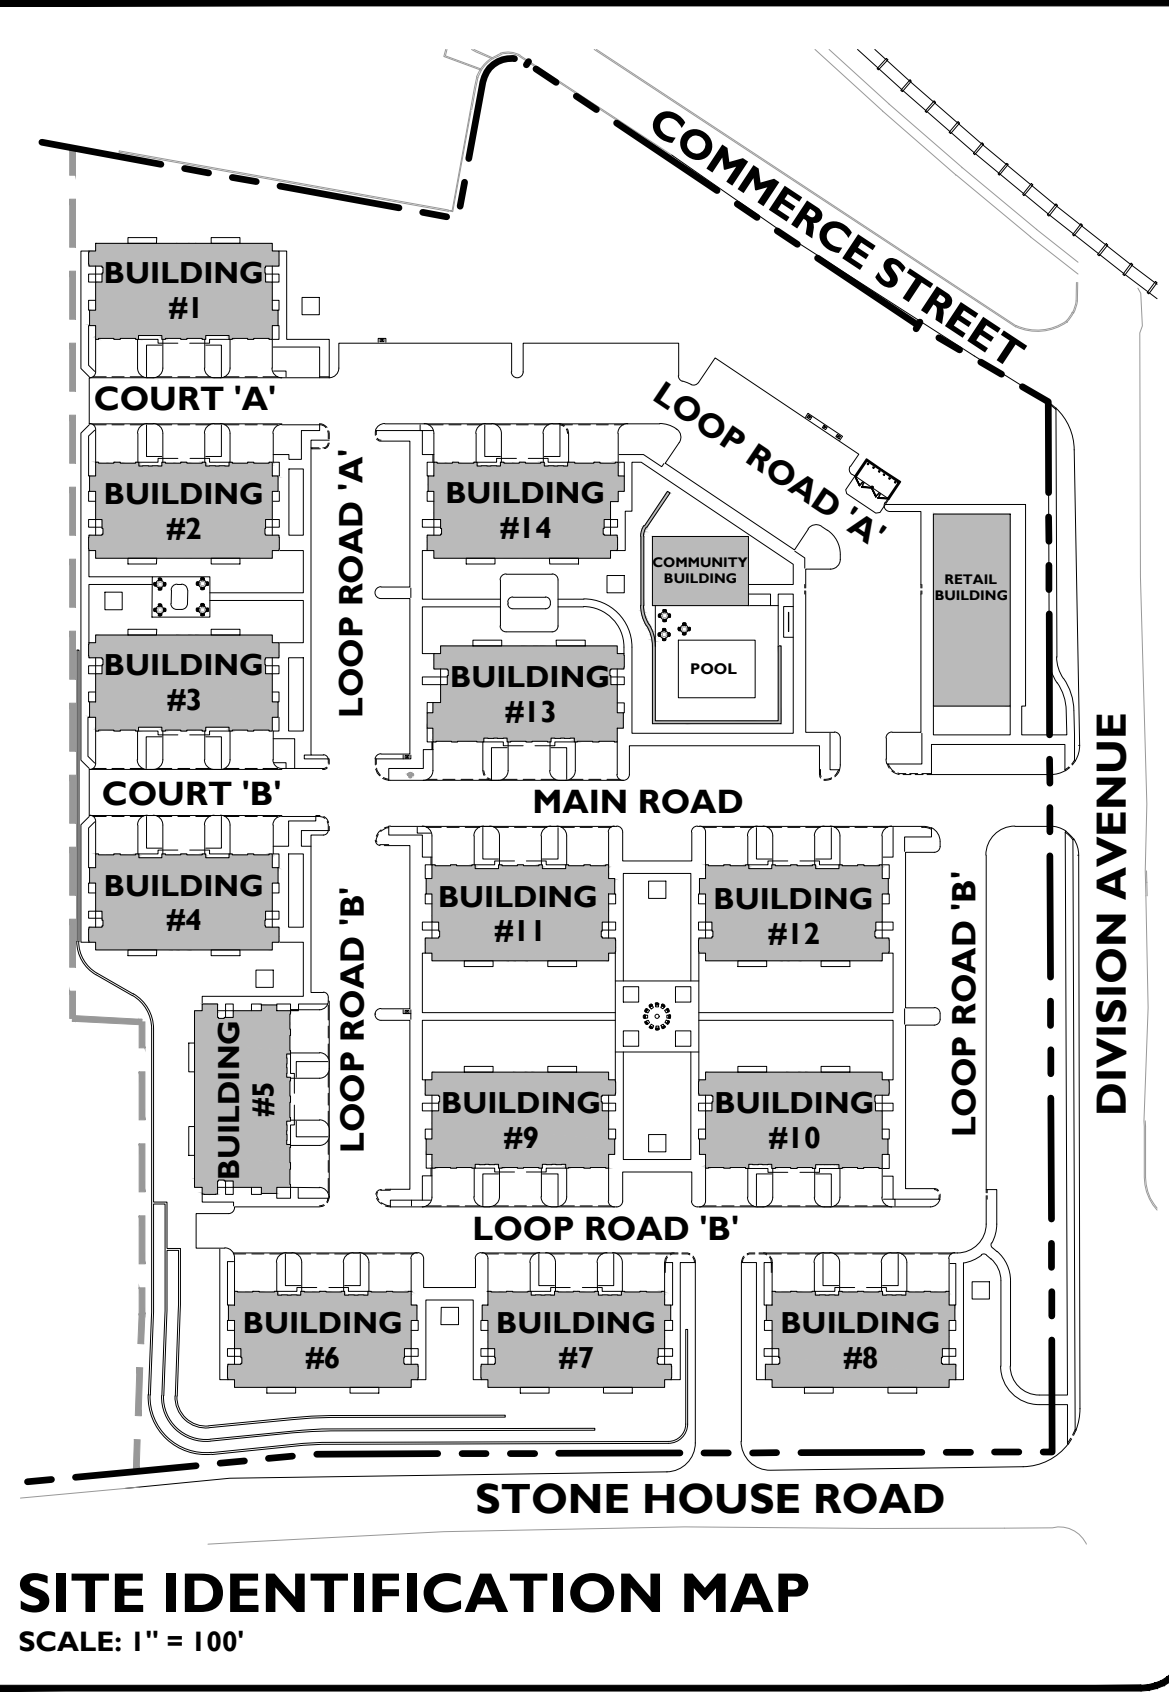 COMMERCE STREET
BUILDING
#1
COURT 'A'
LOOP ROAD 'A'
BUILDING
#2
LOOP ROAD 'A'
BUILDING
#14
COMMUNITY
BUILDING
RETAIL
BUILDING
BUILDING
#3
BUILDING
#13
POOL
COURT 'B'
MAIN ROAD
DIVISION AVENUE
BUILDING
#4
LOOP ROAD 'B'
BUILDING
#11
BUILDING
#12
LOOP ROAD 'B'
BUILDING
#5
BUILDING
#9
BUILDING
#10
LOOP ROAD 'B'
BUILDING
#6
BUILDING
#7
BUILDING
#8
STONE HOUSE ROAD
SITE IDENTIFICATION MAP
SCALE: 1" = 100'